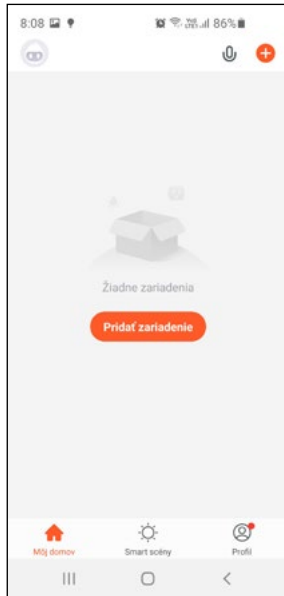 8:08 86%
Žiadne zariadenia
Pridať zariadenie
Môj domov Smart scény Profil